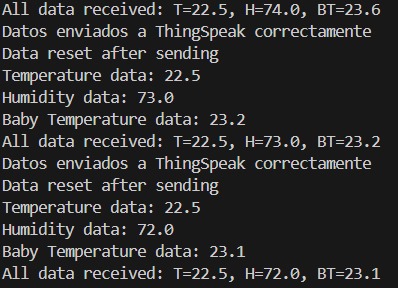 All data received: T=22.5, H=74.0, BT=23.6
Datos enviados a ThingSpeak correctamente
Data reset after sending
Temperature data: 22.5
Humidity data: 73.0
Baby Temperature data: 23.2
All data received: T=22.5, H=73.0, BT=23.2
Datos enviados a ThingSpeak correctamente
Data reset after sending
Temperature data: 22.5
Humidity data: 72.0
Baby Temperature data: 23.1
All data received: T=22.5, H=72.0, BT=23.1